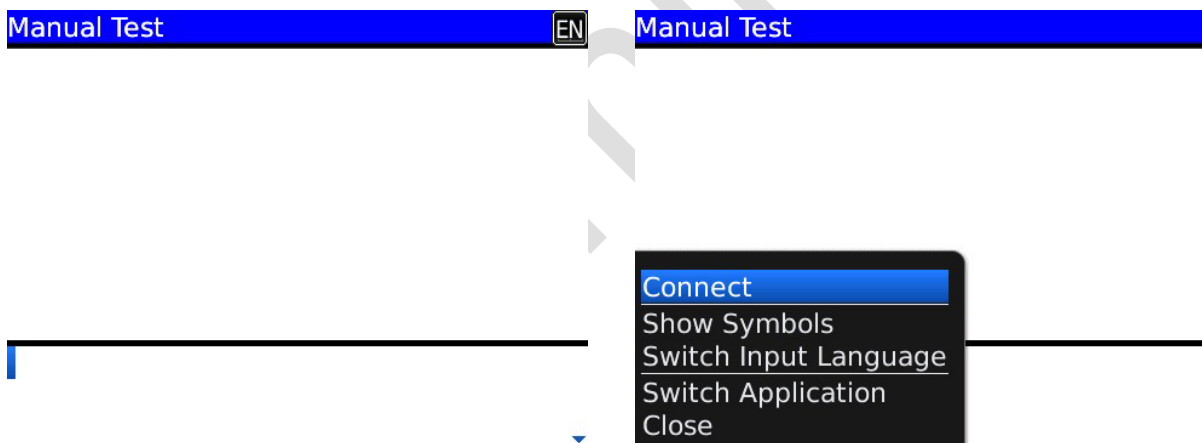 Manual Test
EN
Manual Test
Connect
Show Symbols
Switch Input Language
Switch Application
Close